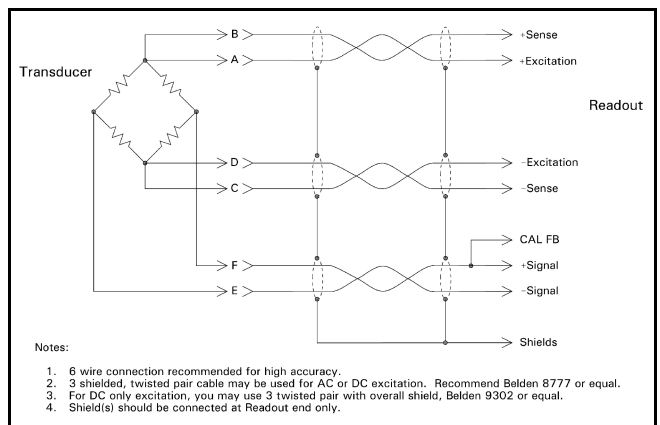 B
+Sense
A
+Excitation
Transducer
Readout
D
-Excitation
C
-Sense
CAL FB
F
+Signal
E
-Signal
Shields
Notes:
1. 6 wire connection recommended for high accuracy.
2. 3 shielded, twisted pair cable may be used for AC or DC excitation. Recommend Belden 8777 or equal.
3. For DC only excitation, you may use 3 twisted pair with overall shield, Belden 9302 or equal.
4. Shield(s) should be connected at Readout end only.